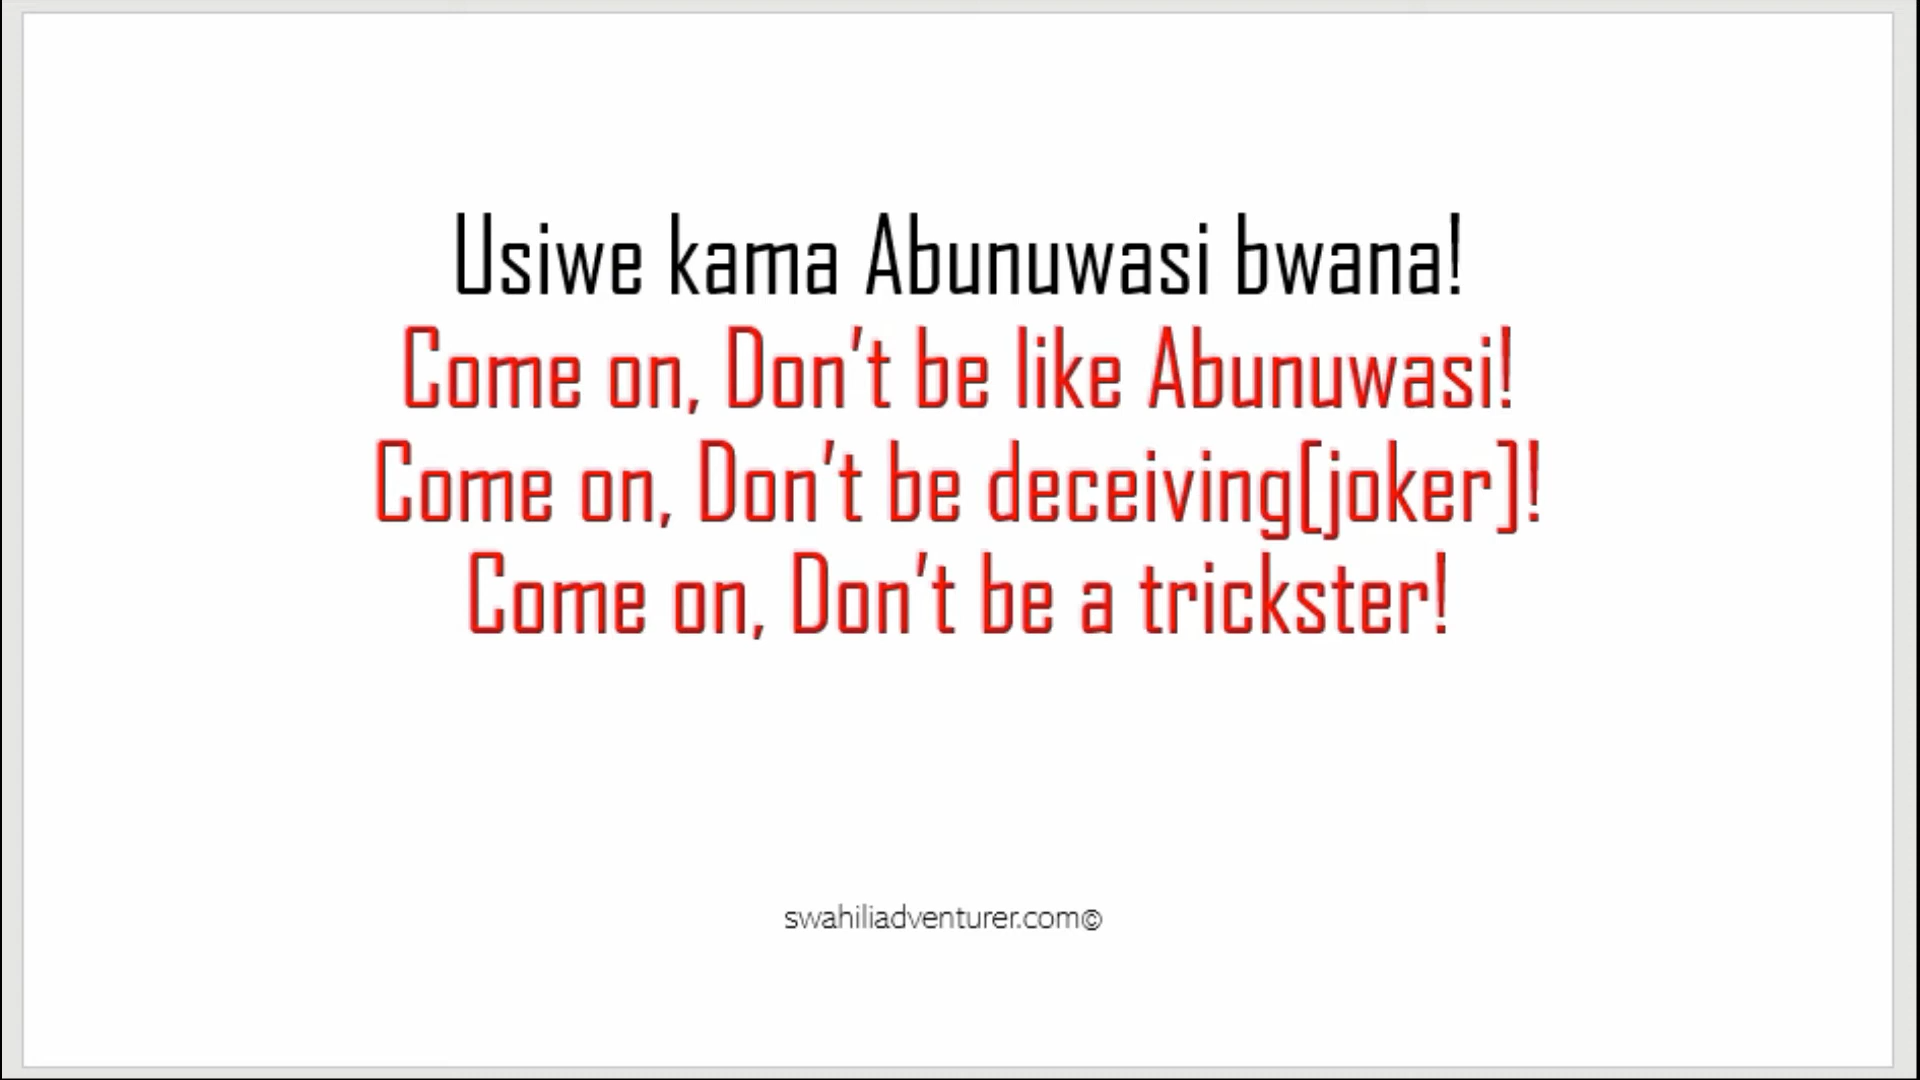 Usiwe kama Abunuwasi bwana!
Come on, Don't be like Abunuwasi!
Come on, Don't be deceiving(joker)!
Come on, Don't be a trickster!
swahiliadventurer.com©